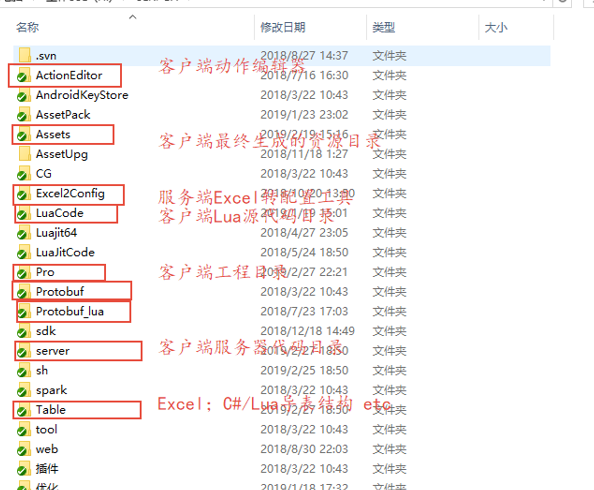 名称 修改日期 类型 大小
.svn 2018/8/27 14:37 文件夹
客户端动作编辑器
ActionEditor 2018/7/16 16:30 文件夹
AndroidKeyStore 2018/3/22 10:43 文件夹
AssetPack 2019/1/23 23:02 文件夹
Assets 2019/2/19 15:16 文件夹
客户端最终生成的资源目录
AssetUpg 2018/11/18 1:27 文件夹
CG 2018/3/22 10:43 文件夹
Excel2Config 2018/10/20 13:50 文件夹
服务端Excel转配置工具
LuaCode 2019/1/19 15:01 文件夹
客户端Lua源代码目录
Luajit64 2018/4/27 23:05 文件夹
LuaJitCode 2018/5/24 18:50 文件夹
Pro 2019/2/27 22:21 文件夹
客户端工程目录
Protobuf 2018/3/22 10:43 文件夹
Protobuf_lua 2018/7/23 17:03 文件夹
sdk 2018/12/18 14:49 文件夹
server 2019/2/27 18:50 文件夹
客户端服务器代码目录
sh 2019/2/25 18:50 文件夹
spark 2018/3/22 10:43 文件夹
Table 2019/2/27 18:50 文件夹
Excel；C#/Lua导表结构 etc
tool 2018/3/22 10:43 文件夹
web 2018/8/30 22:03 文件夹
插件 2018/3/22 10:43 文件夹
优化 2019/1/18 17:32 文件夹